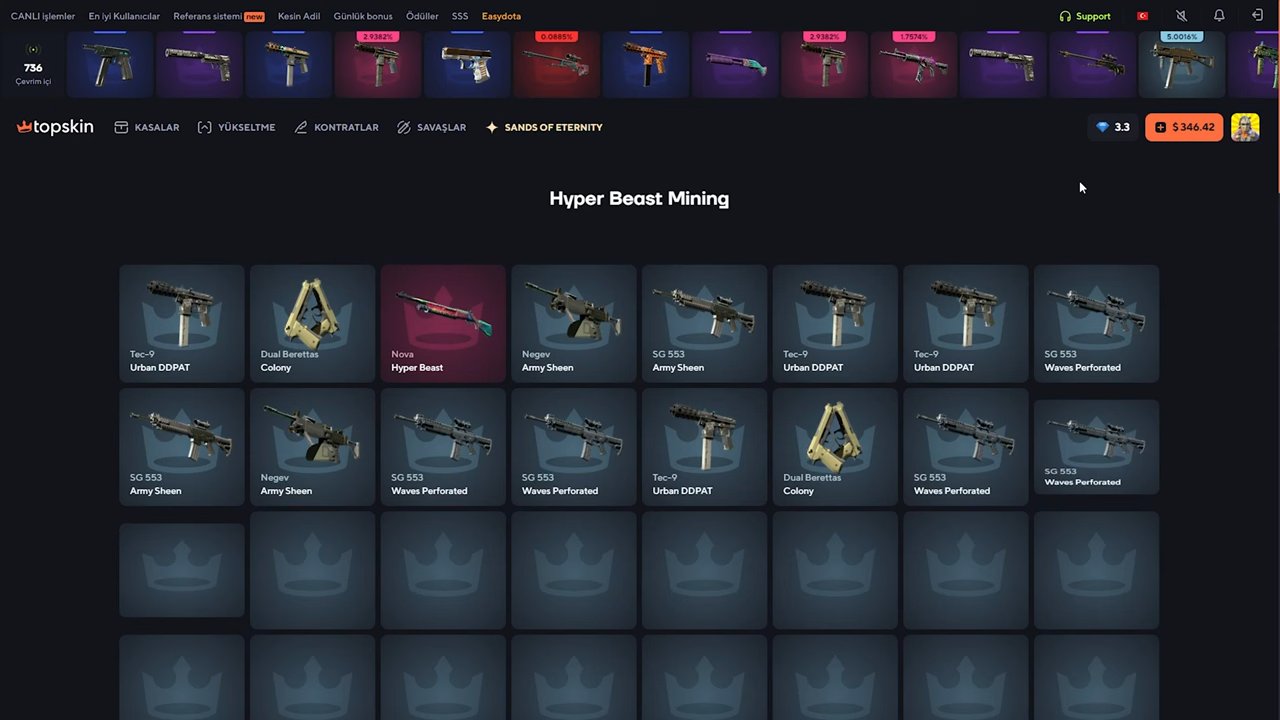 CANLI işlemler En iyi Kullanıcılar Referans sistemi new Kesin Adil Günlük bonus Ödüller SSS Easydota Support
2.9382% 0.0885% 2.9382% 1.7574% 5.0016%
736
Çevrim içi
topskin KASALAR YÜKSELTME KONTRATLAR SAVAŞLAR SANDS OF ETERNITY 3.3 $ 346.42
Hyper Beast Mining
Tec-9 Dual Berettas Nova Negev SG 553 Tec-9 Tec-9 SG 553
Urban DDPAT Colony Hyper Beast Army Sheen Army Sheen Urban DDPAT Urban DDPAT Waves Perforated
SG 553 Negev SG 553 SG 553 Tec-9 Dual Berettas SG 553 SG 553
Army Sheen Army Sheen Waves Perforated Waves Perforated Urban DDPAT Colony Waves Perforated Waves Perforated